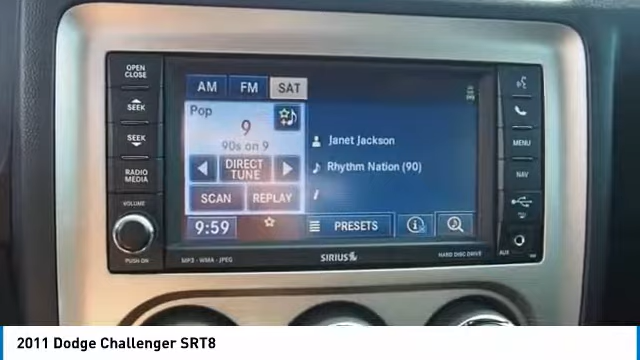 OPEN
CLOSE
SEEK
SEEK
RADIO
MEDIA
VOLUME
PUSH ON
AM FM SAT
Pop
9
90s on 9
DIRECT
TUNE
SCAN REPLAY
9:59
Janet Jackson
Rhythm Nation (90)
PRESETS
MENU
NAV
AUX
MP3 - WMA - JPEG
SIRIUS
HARD DISC DRIVE
2011 Dodge Challenger SRT8